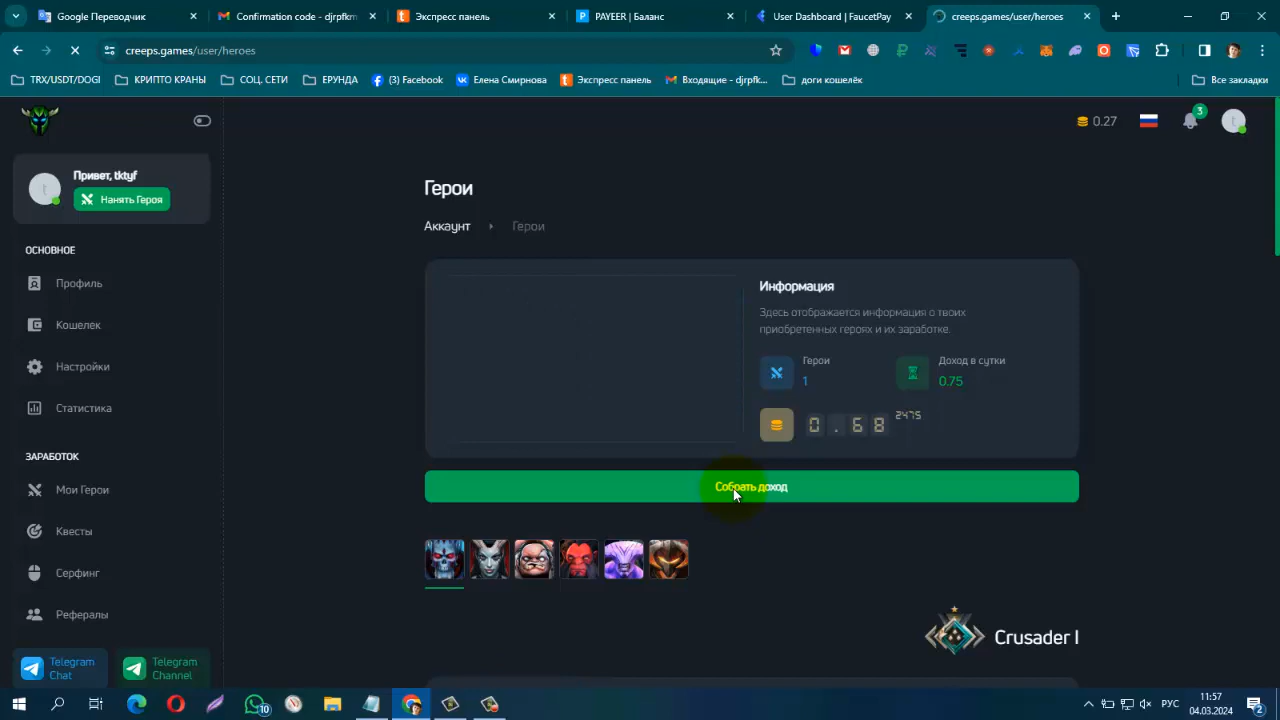 Google Переводчик
Confirmation code - djrpfkm
Экспресс панель
PAYEER | Баланс
User Dashboard | FaucetPay
creeps.games/user/heroes
creeps.games/user/heroes
TRX/USDT/DOGI
КРИПТО КРАНЫ
СОЦ. СЕТИ
ЕРУНДА
(3) Facebook
Елена Смирнова
Экспресс панель
Входящие - djrpfk...
доги кошелёк
Все закладки
0.27
3
t
t
Привет, tktyf
Нанять Героя
ОСНОВНОЕ
Профиль
Кошелек
Настройки
Статистика
ЗАРАБОТОК
Мои Герои
Квесты
Серфинг
Рефералы
Telegram Chat
Telegram Channel
Герои
Аккаунт
Герои
Информация
Здесь отображается информация о твоих
приобретенных героях и их заработке.
Герои
1
Доход в сутки
0.75
0.68 2475
Собрать доход
Crusader I
10
РУС
11:57
04.03.2024
2